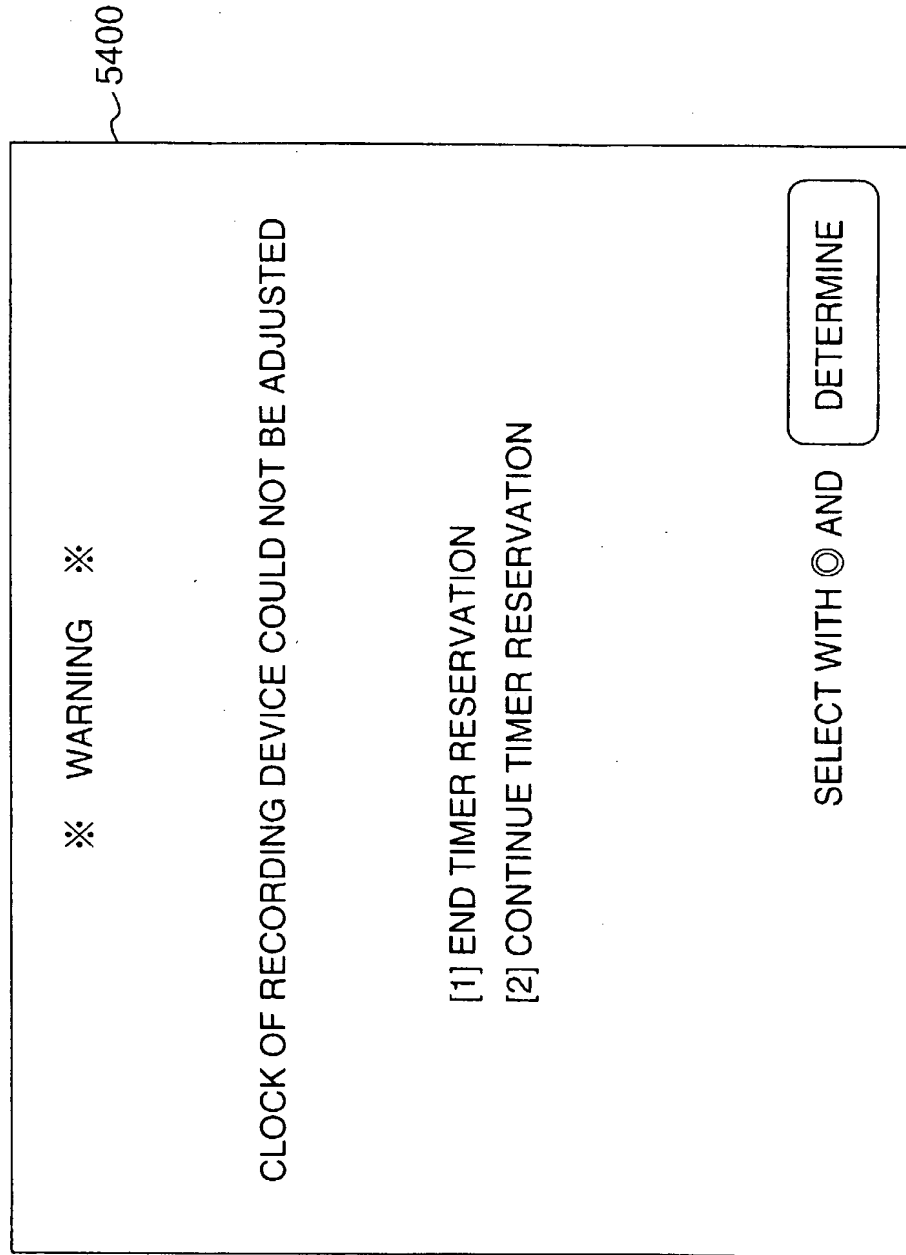 5400
※ WARNING ※
CLOCK OF RECORDING DEVICE COULD NOT BE ADJUSTED
[1] END TIMER RESERVATION
[2] CONTINUE TIMER RESERVATION
SELECT WITH ◎ AND DETERMINE